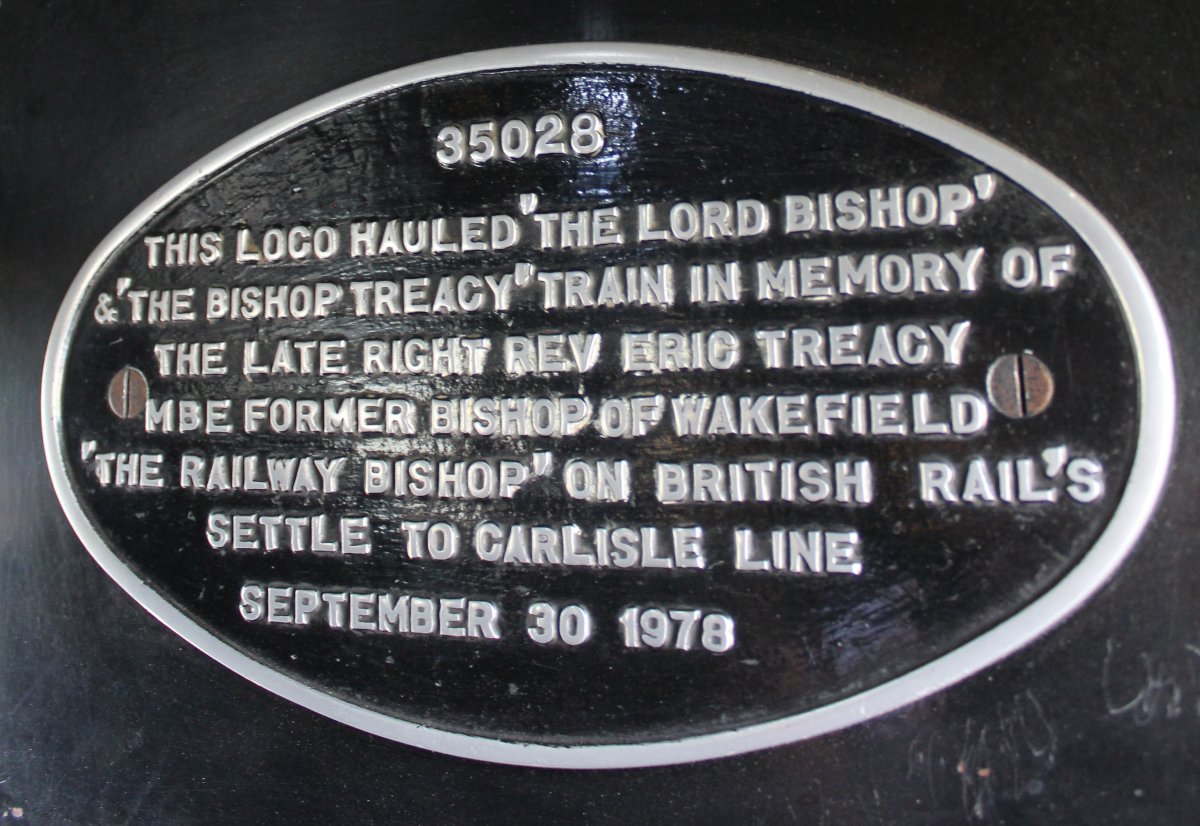 35028
THIS LOCO HAULED 'THE LORD BISHOP'
& 'THE BISHOP TREACY' TRAIN IN MEMORY OF
THE LATE RIGHT REV ERIC TREACY
MBE FORMER BISHOP OF WAKEFIELD
'THE RAILWAY BISHOP' ON BRITISH RAIL'S
SETTLE TO CARLISLE LINE
SEPTEMBER 30 1978